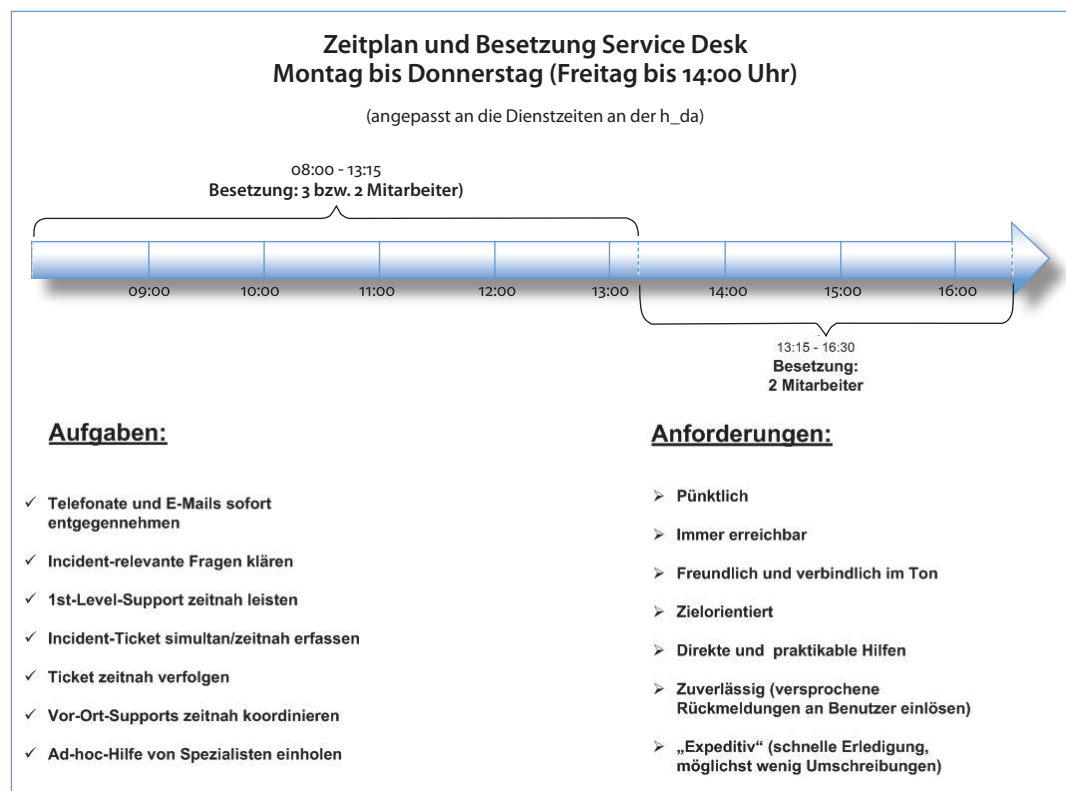 Zeitplan und Besetzung Service Desk
Montag bis Donnerstag (Freitag bis 14:00 Uhr)
(angepasst an die Dienstzeiten an der h_da)
08:00 - 13:15
Besetzung: 3 bzw. 2 Mitarbeiter)
09:00 10:00 11:00 12:00 13:00 14:00 15:00 16:00
13:15 - 16:30
Besetzung:
2 Mitarbeiter
Aufgaben:
✓ Telefonate und E-Mails sofort
entgegennehmen
✓ Incident-relevante Fragen klären
✓ 1st-Level-Support zeitnah leisten
✓ Incident-Ticket simultan/zeitnah erfassen
✓ Ticket zeitnah verfolgen
✓ Vor-Ort-Supports zeitnah koordinieren
✓ Ad-hoc-Hilfe von Spezialisten einholen
Anforderungen:
➢ Pünktlich
➢ Immer erreichbar
➢ Freundlich und verbindlich im Ton
➢ Zielorientiert
➢ Direkte und praktikable Hilfen
➢ Zuverlässig (versprochene
Rückmeldungen an Benutzer einlösen)
➢ „Expeditiv“ (schnelle Erledigung,
möglichst wenig Umschreibungen)